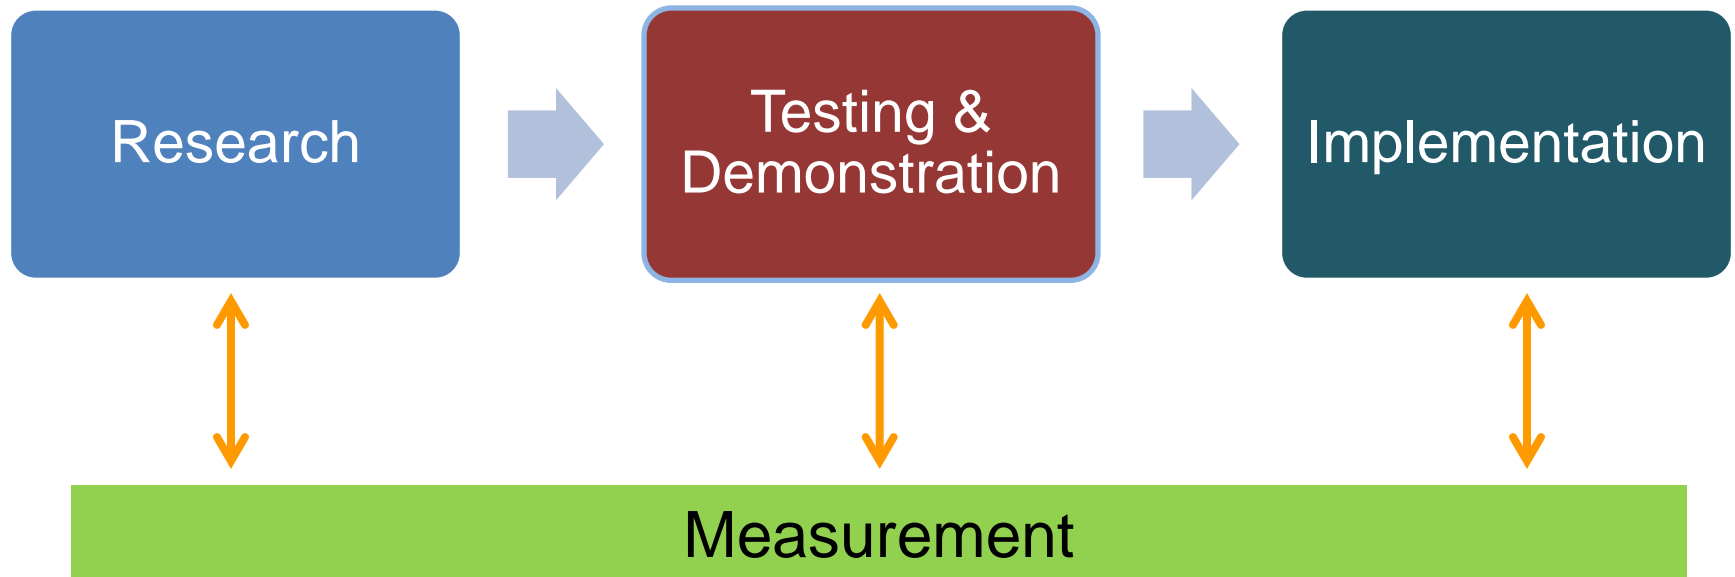 Research
Testing &
Demonstration
Implementation
Measurement